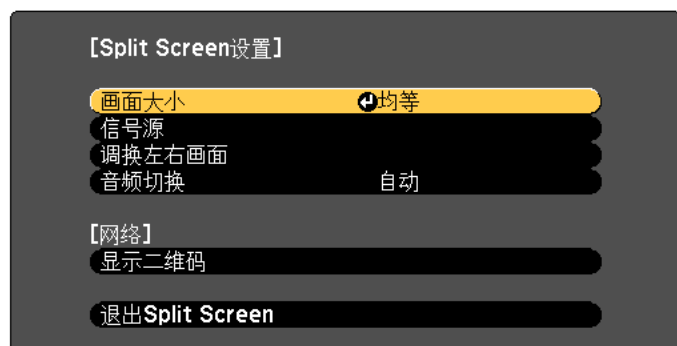 [Split Screen设置]
画面大小 均等
信号源
调换左右画面
音频切换 自动
[网络]
显示二维码
退出Split Screen